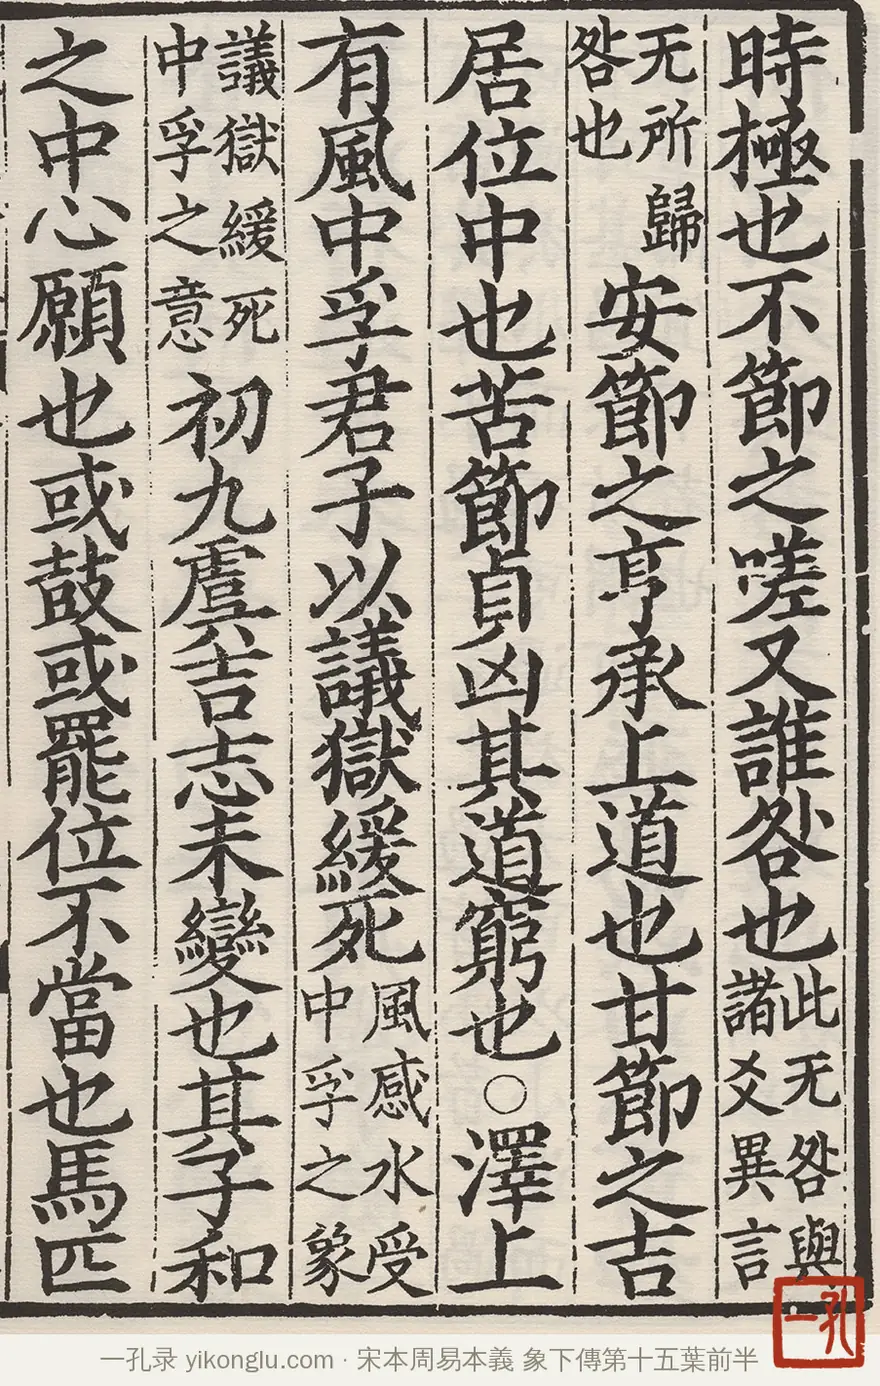 時極也不節之嗟又誰咎也此无咎與諸爻異言
无所歸咎也安節之亨承上道也甘節之吉
居位中也苦節貞凶其道窮也○澤上
有風中孚君子以議獄緩死風感水受中孚之象
議獄緩死中孚之意初九虞吉志未變也其子和
之中心願也或鼓或罷位不當也馬匹
一孔
一孔录 yikonglu.com · 宋本周易本義 象下傳第十五葉前半